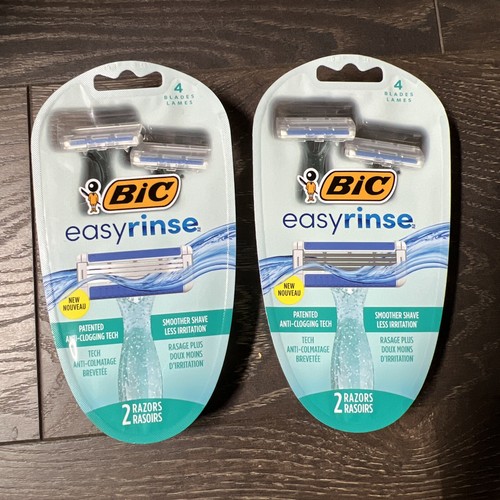 4
BLADES
LAMES
BiC
easyrinse
NEW
NOUVEAU
PATENTED
ANTI-CLOGGING TECH
SMOOTHER SHAVE
LESS IRRITATION
TECH
ANTI-COLMATAGE
BREVETÉE
RASAGE PLUS
DOUX MOINS
D'IRRITATION
2 RAZORS
RASOIRS
4
BLADES
LAMES
BiC
easyrinse
NEW
NOUVEAU
PATENTED
ANTI-CLOGGING TECH
SMOOTHER SHAVE
LESS IRRITATION
TECH
ANTI-COLMATAGE
BREVETÉE
RASAGE PLUS
DOUX MOINS
D'IRRITATION
2 RAZORS
RASOIRS